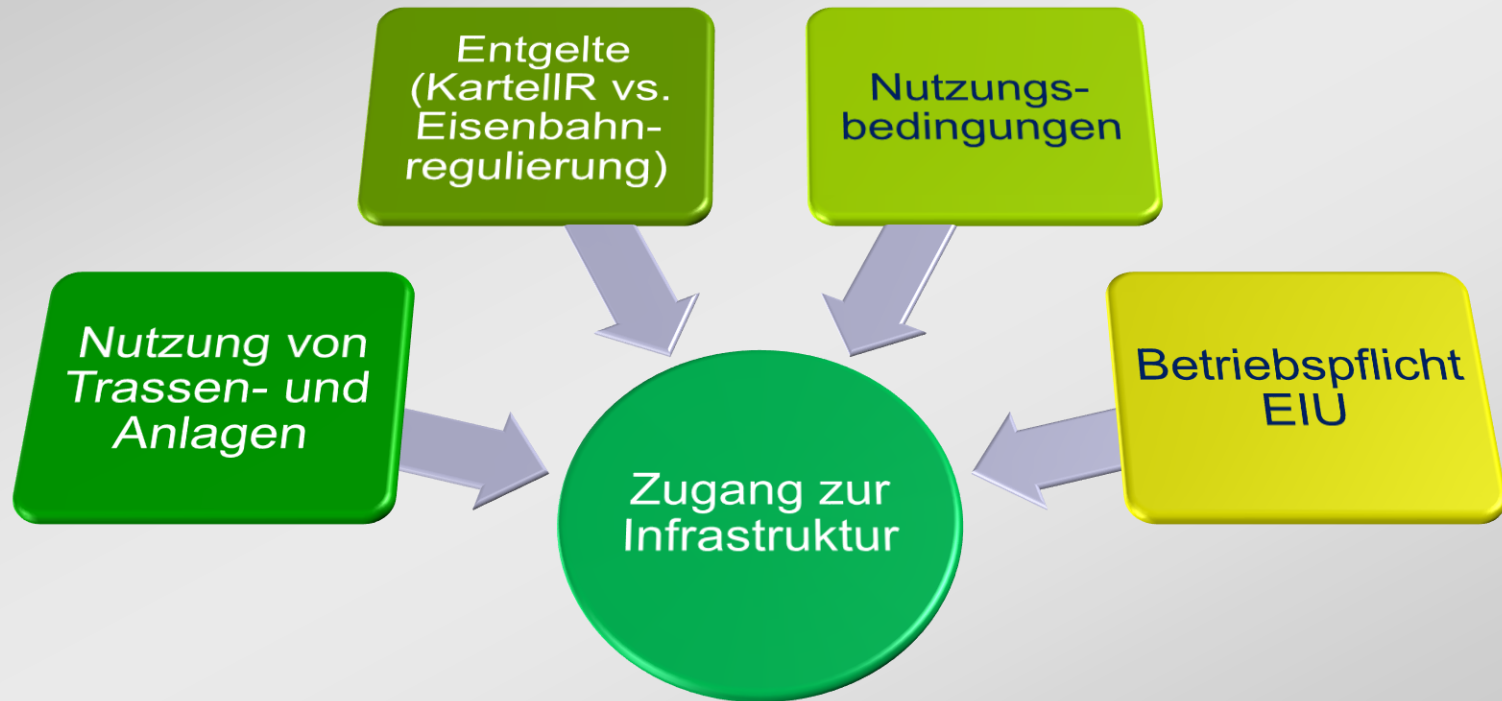 Entgelte
(KartellR vs.
Eisenbahn-
regulierung)
Nutzungs-
bedingungen
Nutzung von
Trassen- und
Anlagen
Betriebspflicht
EIU
Zugang zur
Infrastruktur